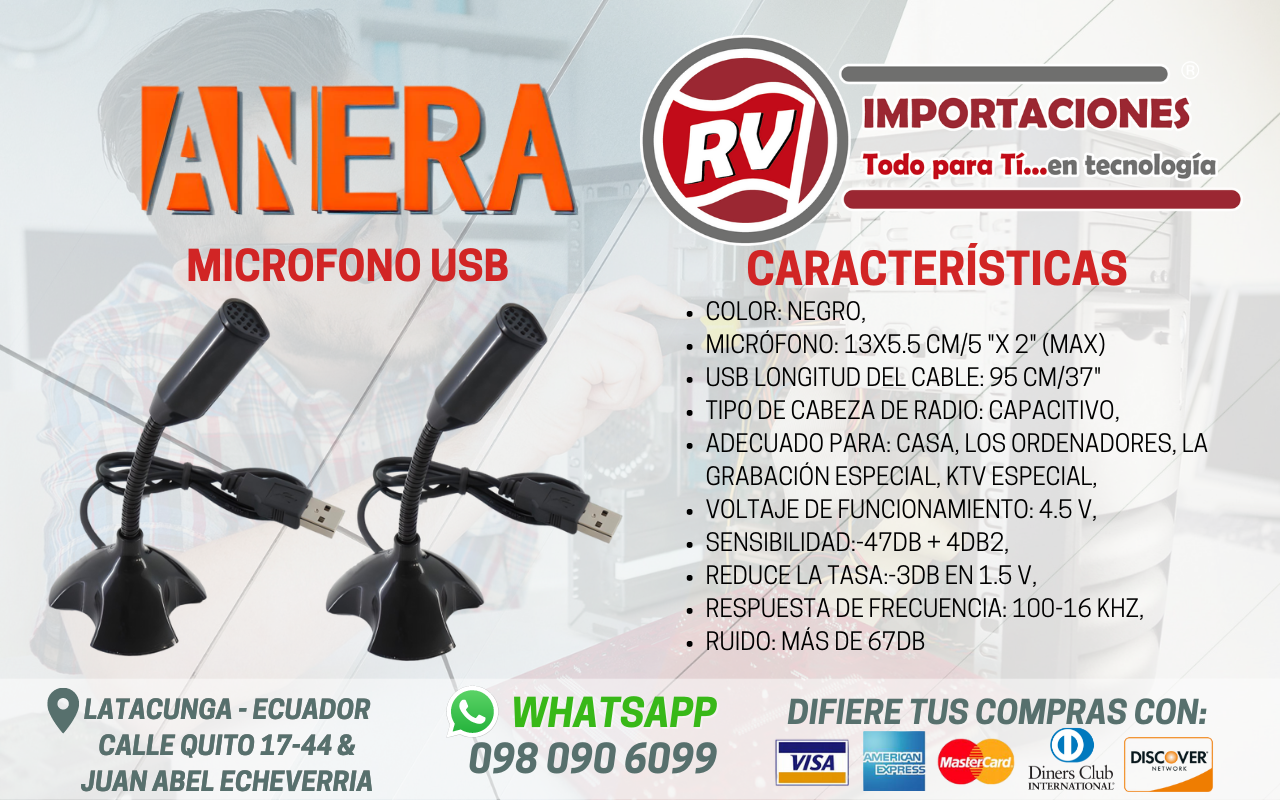 ANERA
MICROFONO USB
RV
IMPORTACIONES
®
Todo para Tí...en tecnología
CARACTERÍSTICAS
• COLOR: NEGRO,
• MICRÓFONO: 13X5.5 CM/5 "X 2" (MAX)
• USB LONGITUD DEL CABLE: 95 CM/37"
• TIPO DE CABEZA DE RADIO: CAPACITIVO,
• ADECUADO PARA: CASA, LOS ORDENADORES, LA
GRABACIÓN ESPECIAL, KTV ESPECIAL,
• VOLTAJE DE FUNCIONAMIENTO: 4.5 V,
• SENSIBILIDAD:-47DB + 4DB2,
• REDUCE LA TASA:-3DB EN 1.5 V,
• RESPUESTA DE FRECUENCIA: 100-16 KHZ,
• RUIDO: MÁS DE 67DB
LATACUNGA - ECUADOR
CALLE QUITO 17-44 &
JUAN ABEL ECHEVERRIA
WHATSAPP
098 090 6099
DIFIERE TUS COMPRAS CON:
VISA
AMERICAN
EXPRESS
MasterCard
Diners Club
INTERNATIONAL
DISCOVER
NETWORK